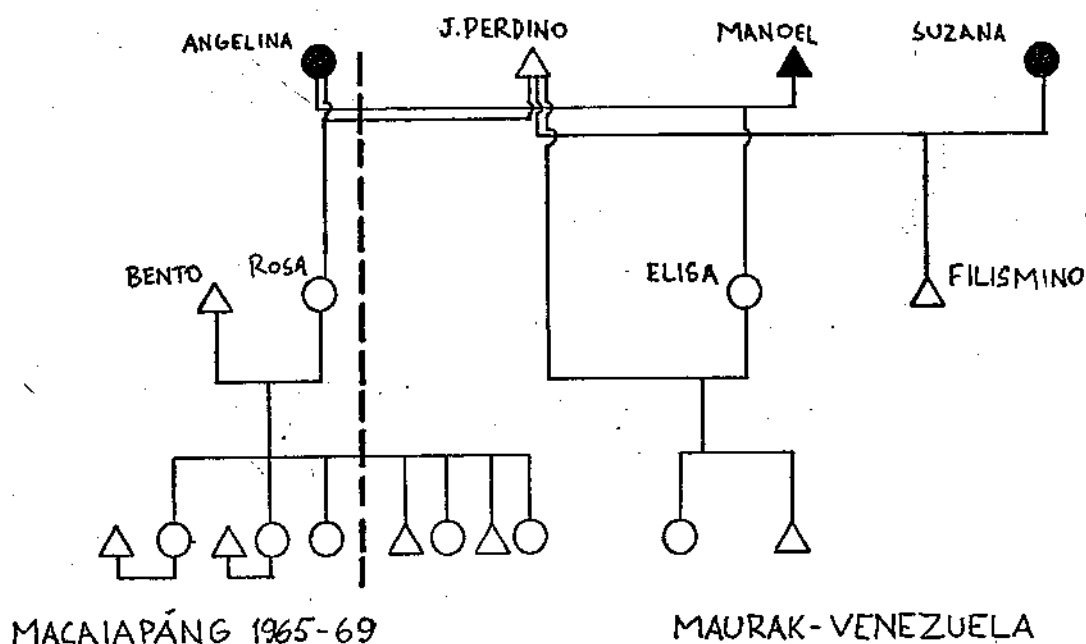 ANGELINA
J. PERDINO
MANOEL
SUZANA
BENTO
ROSA
ELISA
FILISMINO
MACAIAPÁNG 1965-69
MAURAK-VENEZUELA